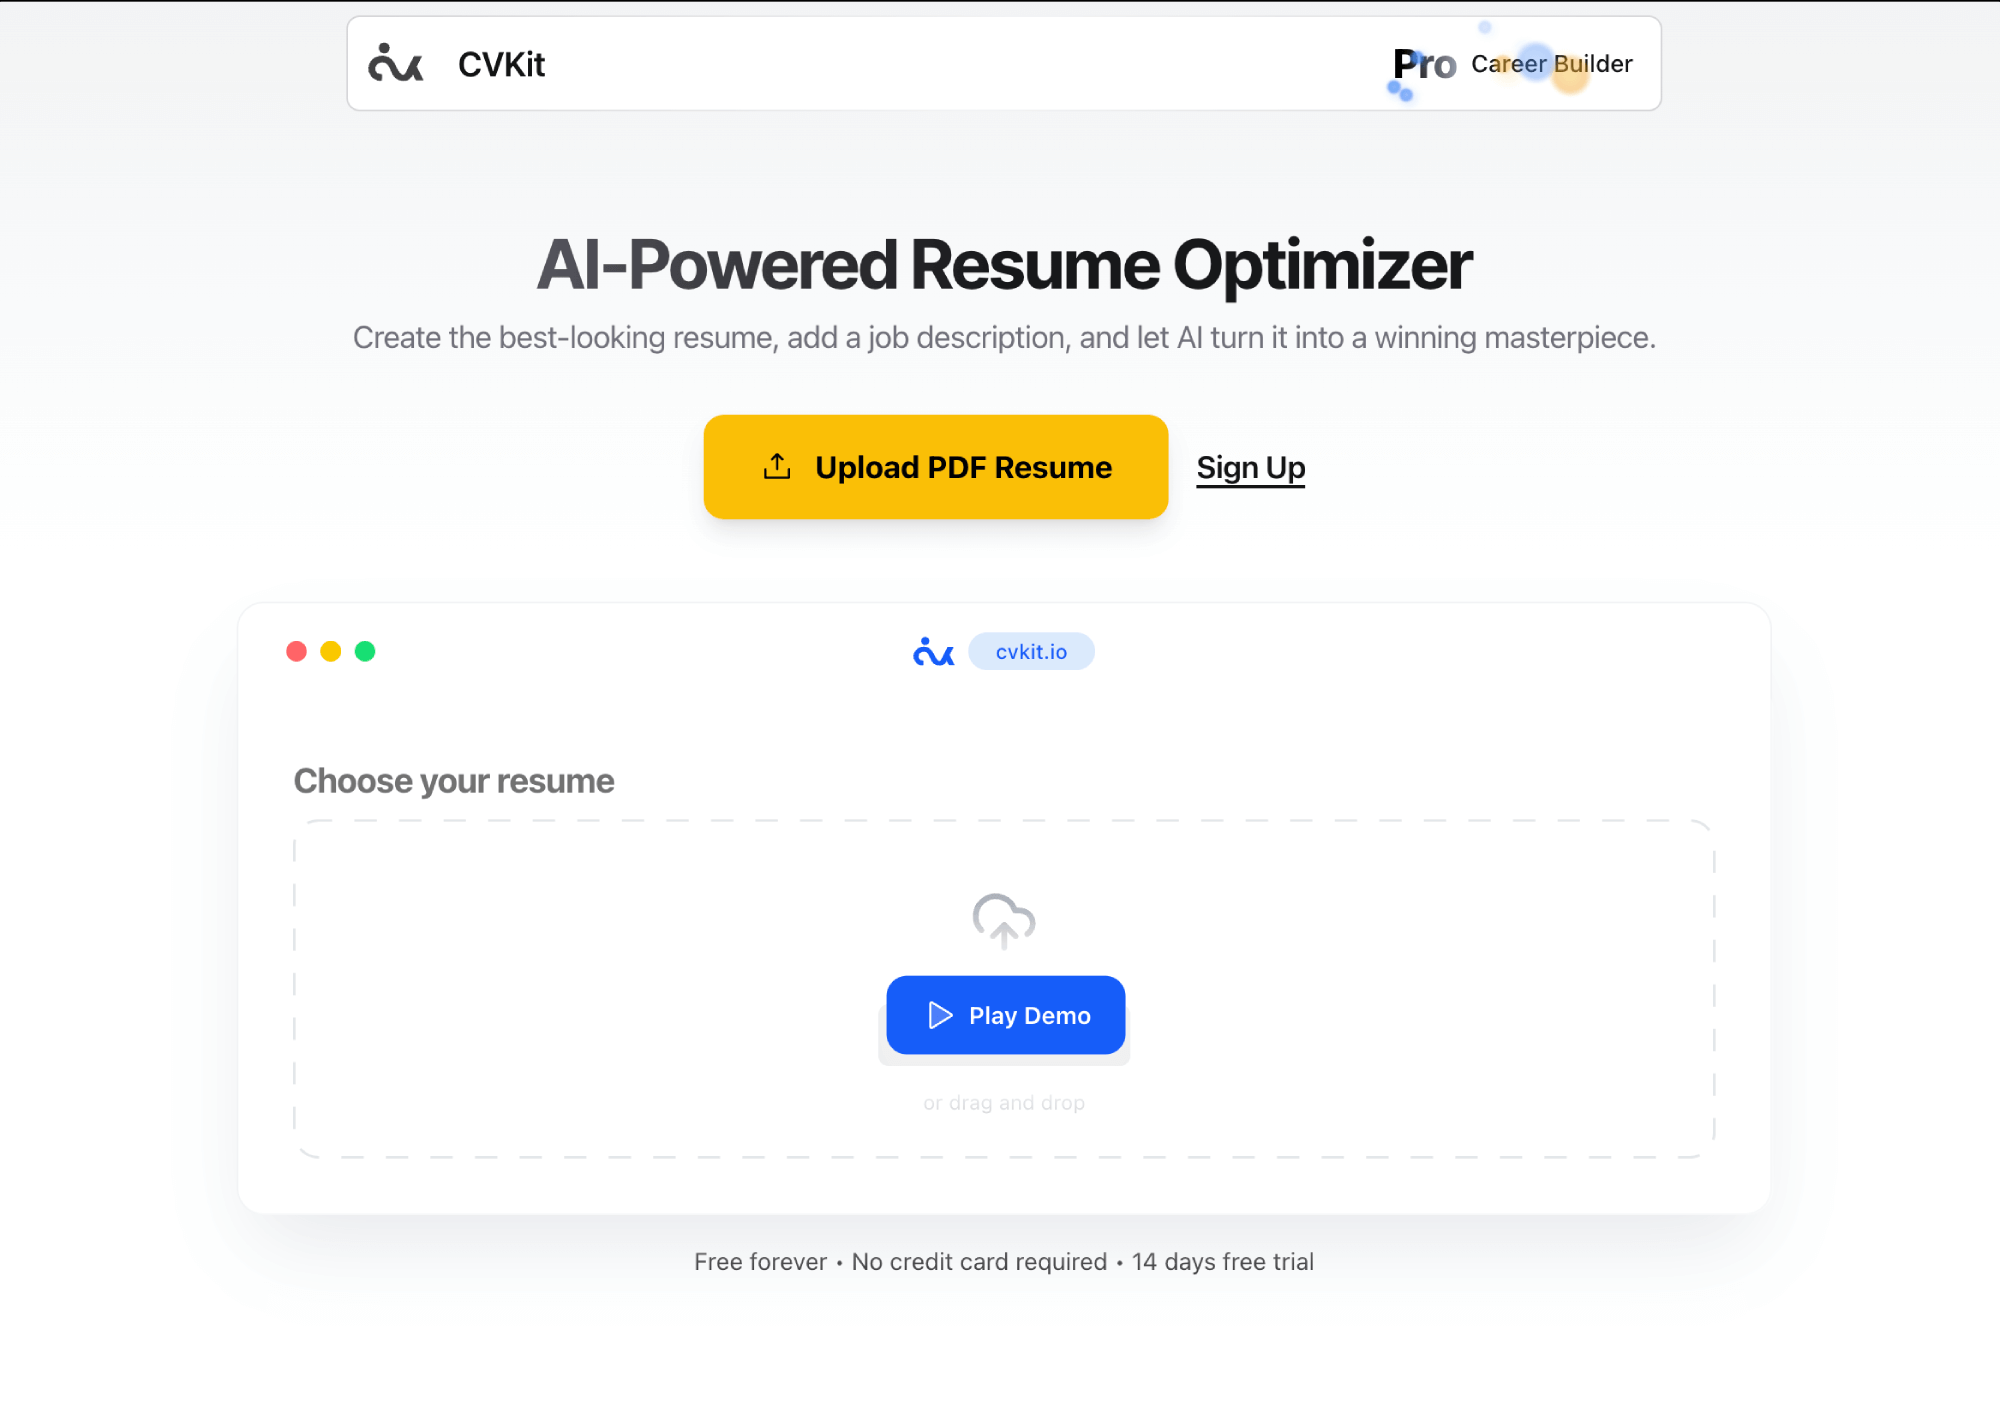 CVKit
Pro Career Builder
AI-Powered Resume Optimizer
Create the best-looking resume, add a job description, and let AI turn it into a winning masterpiece.
Upload PDF Resume
Sign Up
cvkit.io
Choose your resume
Play Demo
or drag and drop
Free forever • No credit card required • 14 days free trial